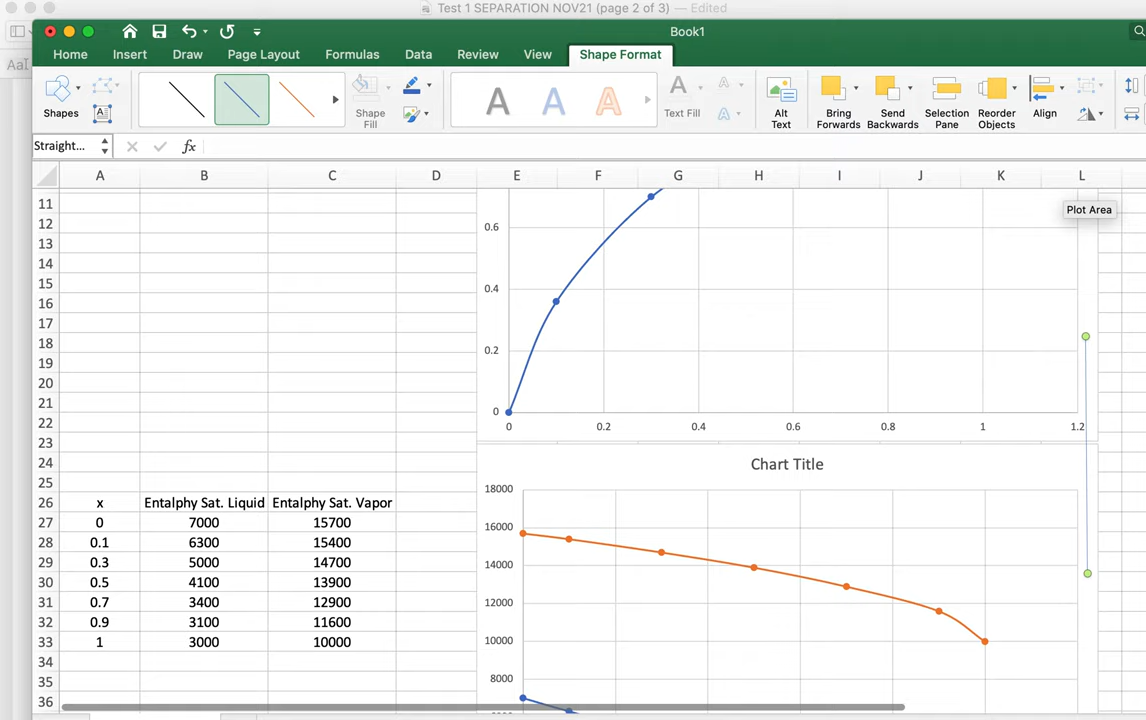 Test 1 SEPARATION NOV21 (page 2 of 3) — Edited
Book1
Home Insert Draw Page Layout Formulas Data Review View Shape Format
Shapes Shape Fill Text Fill Alt Text Bring Forwards Send Backwards Selection Pane Reorder Objects Align
Straight... fx
A B C D E F G H I J K L
11
12
13
14
15
16
17
18
19
20
21
22
23
24
25
26 x Entalphy Sat. Liquid Entalphy Sat. Vapor
27 0 7000 15700
28 0.1 6300 15400
29 0.3 5000 14700
30 0.5 4100 13900
31 0.7 3400 12900
32 0.9 3100 11600
33 1 3000 10000
34
35
36
Plot Area
0.6
0.4
0.2
0
0 0.2 0.4 0.6 0.8 1 1.2
Chart Title
18000
16000
14000
12000
10000
8000